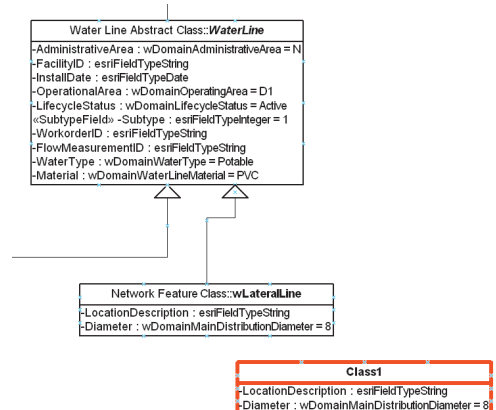 Water Line Abstract Class::WaterLine
-AdministrativeArea : wDomainAdministrativeArea = N
-FacilityID : esriFieldTypeString
-InstallDate : esriFieldTypeDate
-OperationalArea : wDomainOperatingArea = D1
-LifecycleStatus : wDomainLifecycleStatus = Active
«SubtypeField» -Subtype : esriFieldTypeInteger = 1
-WorkorderID : esriFieldTypeString
-FlowMeasurementID : esriFieldTypeString
-WaterType : wDomainWaterType = Potable
-Material : wDomainWaterLineMaterial = PVC
Network Feature Class::wLateralLine
-LocationDescription : esriFieldTypeString
-Diameter : wDomainMainDistributionDiameter = 8
Class1
-LocationDescription : esriFieldTypeString
-Diameter : wDomainMainDistributionDiameter = 8